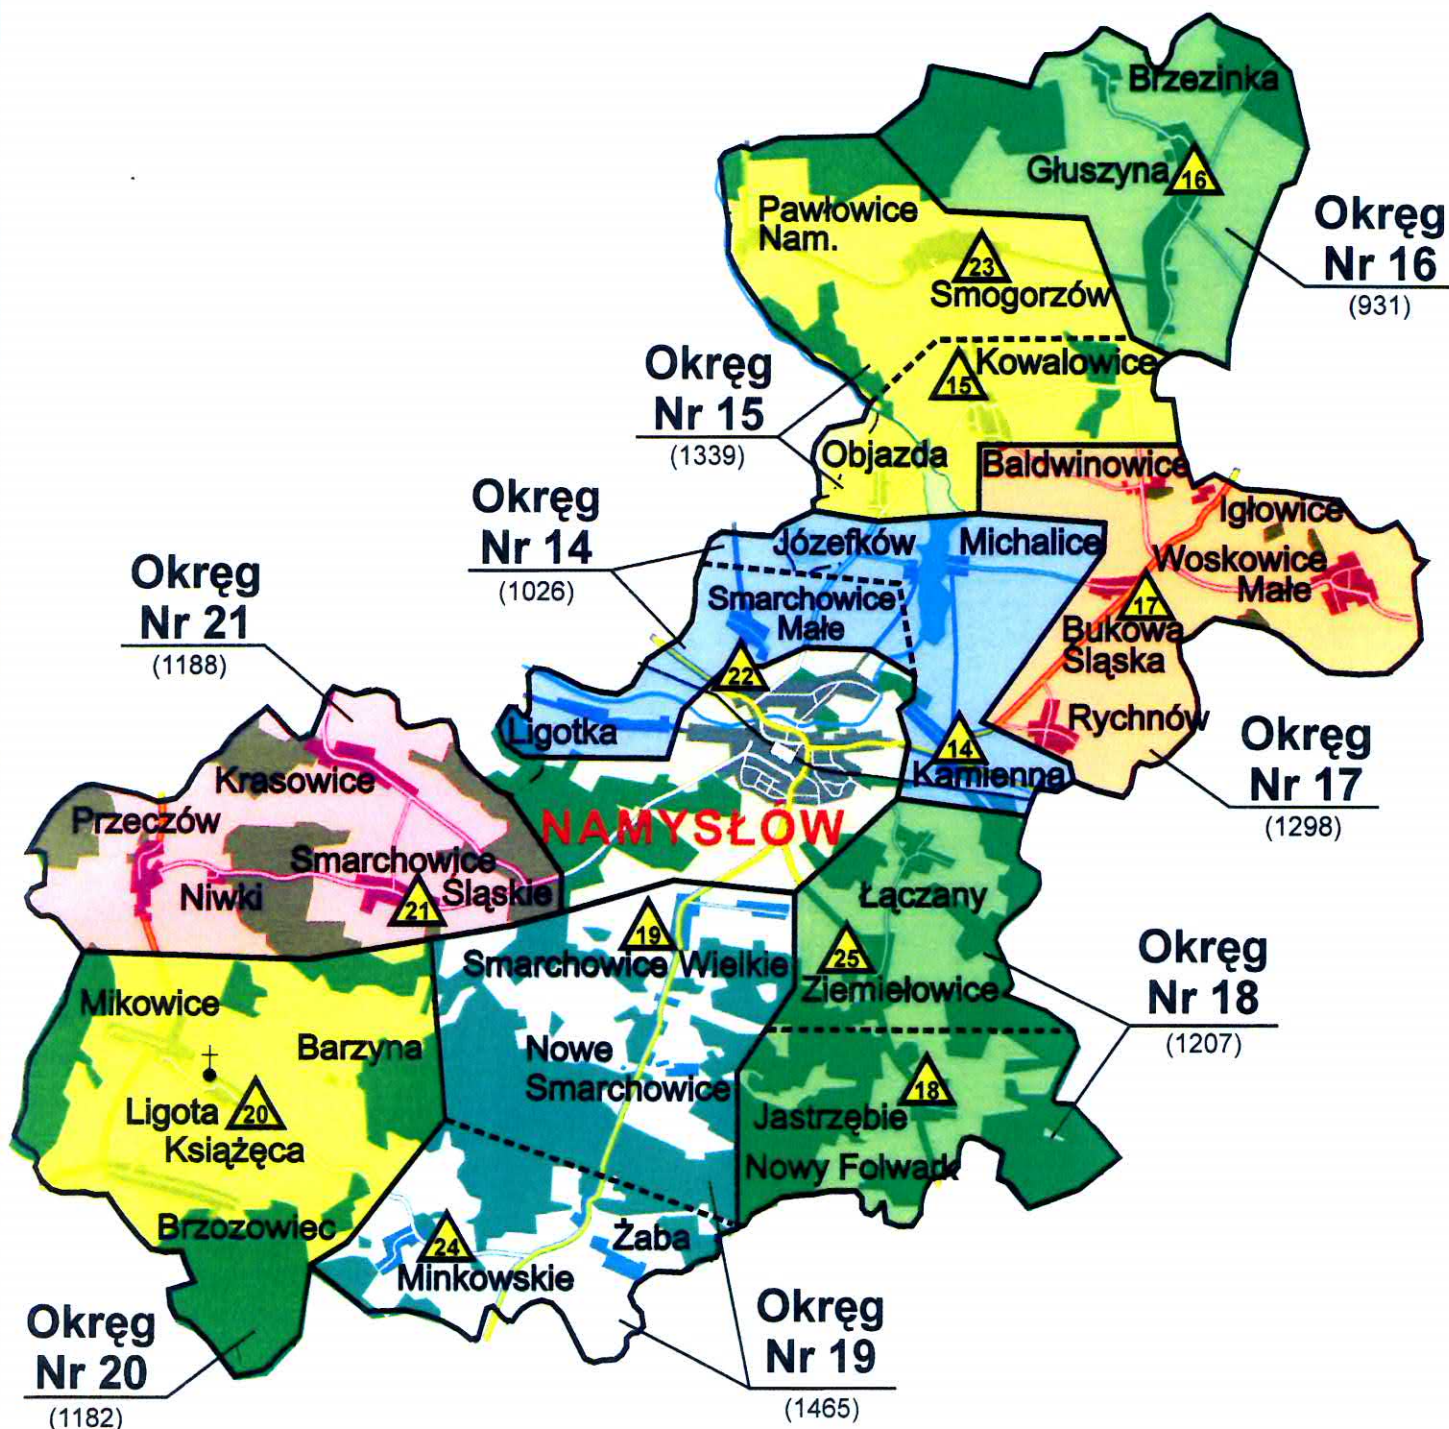 Brzezinka
Głuszyna
16
Okręg
Nr 16
(931)
Pawłowice
Nam.
23
Smogorzów
Okręg
Nr 15
(1339)
15
Kowalowice
Objazda
Baldwinowice
Igłowice
Woskowice
Małe
17
Bukowa
Śląska
Rychnów
Okręg
Nr 17
(1298)
Okręg
Nr 14
(1026)
Józefków
Michalice
Smarchowice
Małe
22
Ligotka
14
Kamienna
Okręg
Nr 21
(1188)
Krasowice
Przeczów
Niwki
Smarchowice
Śląskie
21
NAMYSŁÓW
Łączany
25
Ziemiełowice
Okręg
Nr 18
(1207)
18
Jastrzębie
Nowy Folwark
19
Smarchowice Wielkie
Nowe
Smarchowice
Mikowice
Barzyna
Ligota
20
Książęca
Brzozowiec
24
Minkowskie
Żaba
Okręg
Nr 20
(1182)
Okręg
Nr 19
(1465)